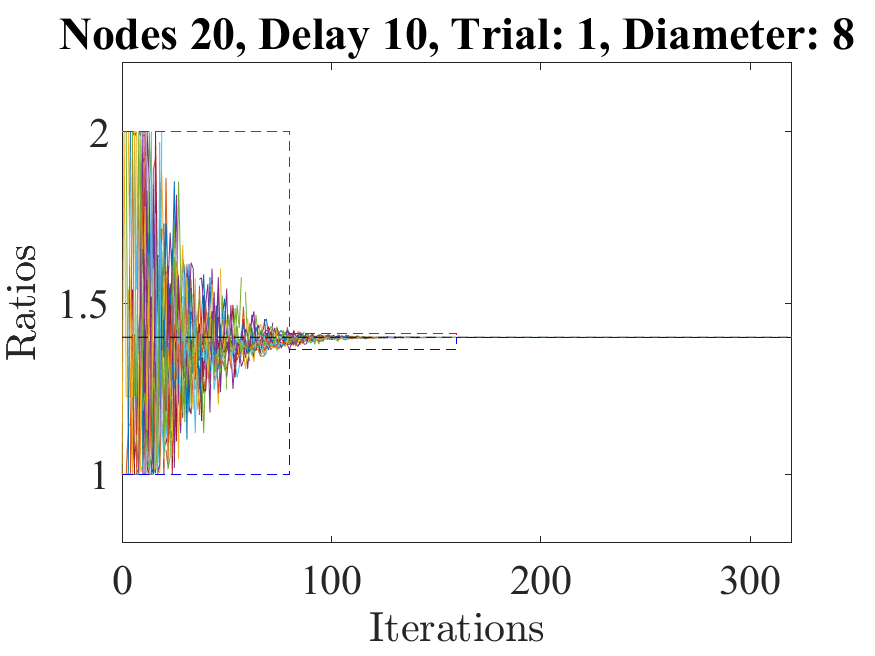 Nodes 20, Delay 10, Trial: 1, Diameter: 8
2
1.5
1
Ratios
0 100 200 300
Iterations